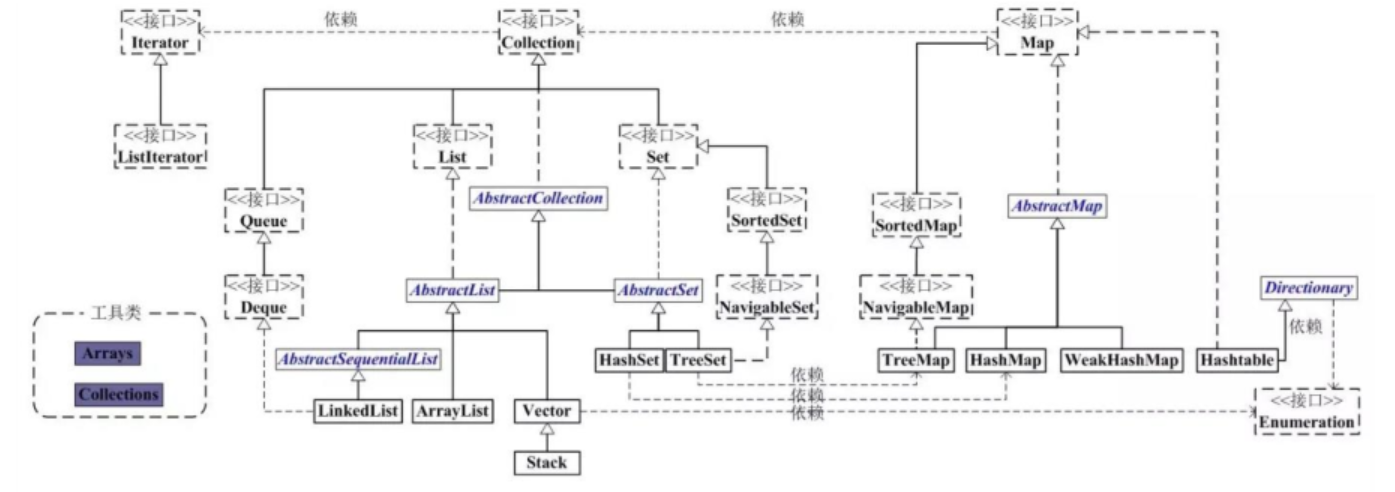 依赖
依赖
<<接口>>
Iterator
<<接口>>
Collection
<<接口>>
Map
<<接口>>
ListIterator
<<接口>>
List
<<接口>>
Set
<<接口>>
Queue
AbstractCollection
<<接口>>
SortedSet
<<接口>>
SortedMap
AbstractMap
<<接口>>
Deque
AbstractList
AbstractSet
<<接口>>
NavigableSet
<<接口>>
NavigableMap
Directionary
依赖
工具类
Arrays
Collections
AbstractSequentialList
HashSet
TreeSet
TreeMap
HashMap
WeakHashMap
Hashtable
依赖
依赖
依赖
LinkedList
ArrayList
Vector
<<接口>>
Enumeration
Stack